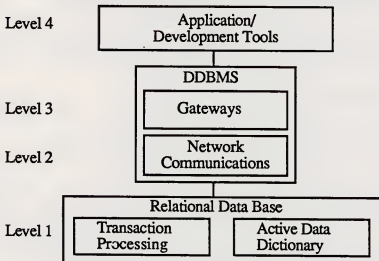 Level 4
Application/
Development Tools
DDBMS
Level 3
Gateways
Level 2
Network
Communications
Relational Data Base
Level 1
Transaction
Processing
Active Data
Dictionary